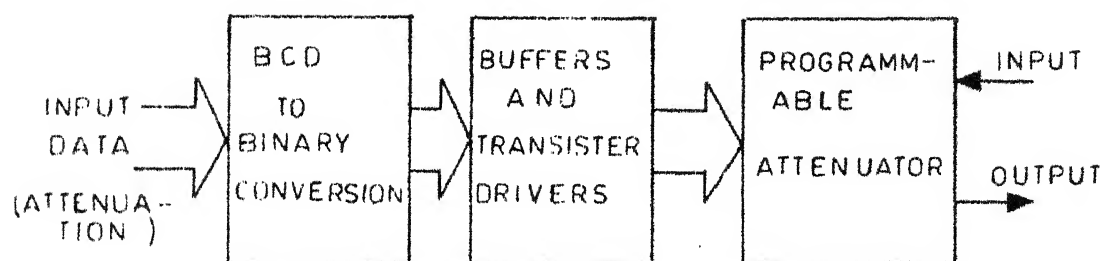 INPUT
DATA
(ATTENUA-
TION)
BCD
TO
BINARY
CONVERSION
BUFFERS
AND
TRANSISTER
DRIVERS
PROGRAMM-
ABLE
ATTENUATOR
INPUT
OUTPUT